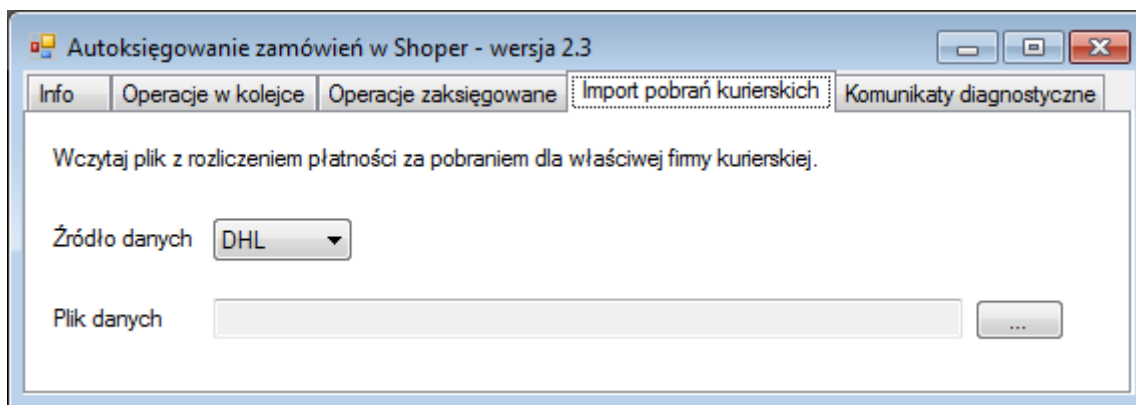 Autoksięgowanie zamówień w Shoper - wersja 2.3
Info Operacje w kolejce Operacje zaksięgowane Import pobrań kurierskich Komunikaty diagnostyczne
Wczytaj plik z rozliczeniem płatności za pobraniem dla właściwej firmy kurierskiej.
Źródło danych DHL
Plik danych ...